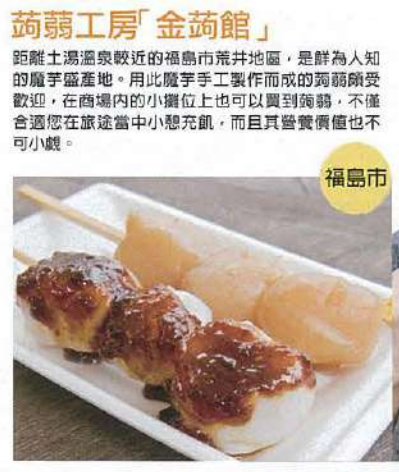 蒟蒻工房「金蒟館」
距離土湯溫泉較近的福島市荒井地區，是鮮為人知
的魔芋盛產地。用此魔芋手工製作而成的蒟蒻頗受
歡迎，在商場內的小攤位上也可以買到蒟蒻，不僅
合適您在旅途當中小憩充飢，而且其營養價值也不
可小覷。
福島市